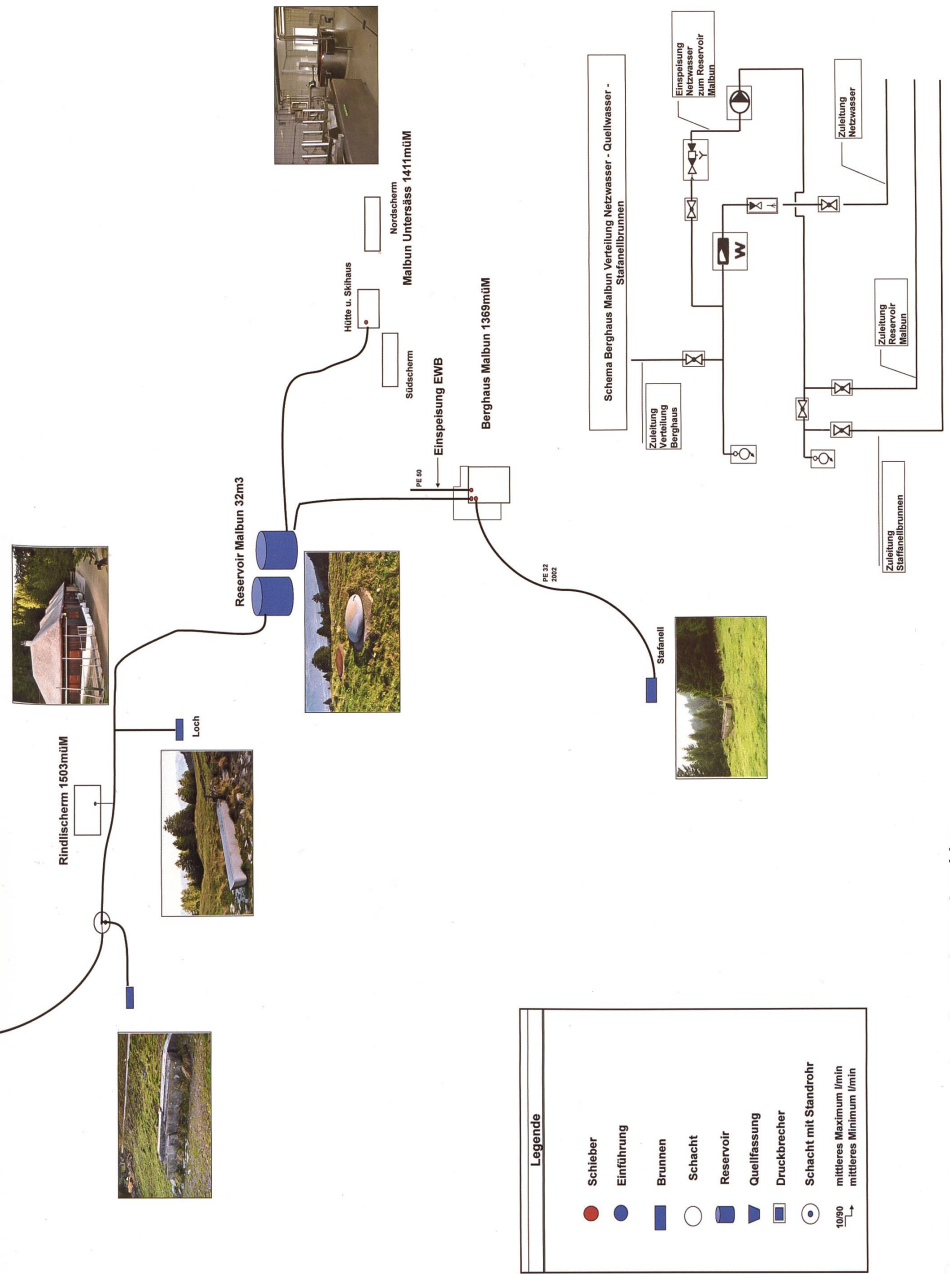 Rindlischerm 1503müM
Loch
Reservoir Malbun 32m3
Hütte u. Skihaus
Nordscherm
Malbun Untersäss 1411müM
Südscherm
PE 50
Einspeisung EWB
Berghaus Malbun 1369müM
PE 32
2002
Stafanell
Legende
Schieber
Einführung
Brunnen
Schacht
Reservoir
Quellfassung
Druckbrecher
Schacht mit Standrohr
10/90
mittleres Maximum l/min
mittleres Minimum l/min
Schema Berghaus Malbun Verteilung Netzwasser - Quellwasser -
Stafanellbrunnen
Einspeisung
Netzwasser
zum Reservoir
Malbun
Zuleitung
Verteilung
Berghaus
W
Zuleitung
Netzwasser
Zuleitung
Reservoir
Malbun
Zuleitung
Staffanellbrunnen